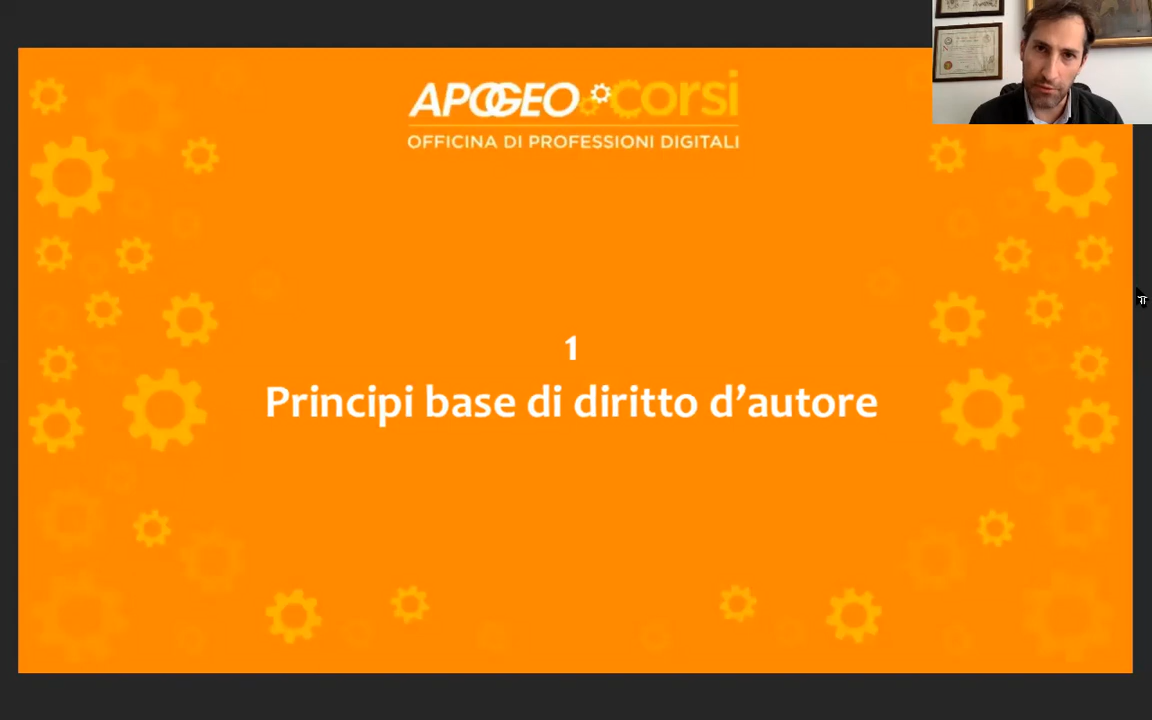 APOGEO corsi
OFFICINA DI PROFESSIONI DIGITALI
1
Principi base di diritto d’autore